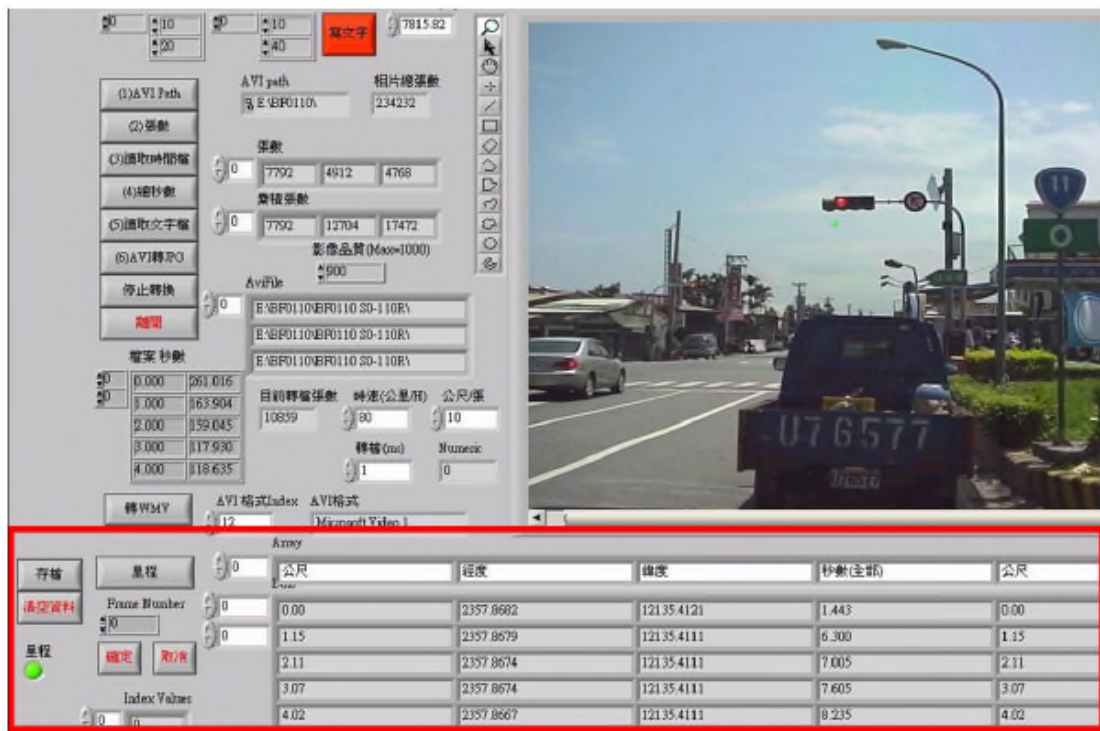 0 10 0 10 寫文字 7815.82
20 40
AVI path 相片總張數
(1)AVI Path E:\BF0110\ 234232
(2)張數
張數
(3)讀取時間檔 0 7792 4912 4768
(4)總秒數 累積張數
(5)讀取文字檔 0 7792 12704 17472
影像品質(Max=1000)
(6)AVI轉JPG 900
停止轉換 AviFile
0 E:\BF0110\BF0110 S0-110R\
離開 E:\BF0110\BF0110 S0-110R\
檔案 秒數 E:\BF0110\BF0110 S0-110R\
0 0.000 261.016
0 1.000 163.904 目前轉檔張數 時速(公里/H) 公尺/張
2.000 159.045 10859 80 10
3.000 117.930 轉檔(ms) Numeric
4.000 118.635 1 0
轉WMV AVI 格式Index AVI格式
12 Microsoft Video 1
11
0
U76577
Array
存檔 里程 0 公尺 經度 緯度 秒數(全部) 公尺
清空資料 Frame Number 0 0.00 2357.8682 12135.4121 1.443 0.00
0 0 1.15 2357.8679 12135.4111 6.300 1.15
里程 確定 取消 2.11 2357.8674 12135.4111 7.005 2.11
3.07 2357.8674 12135.4111 7.605 3.07
Index Values
0 0 4.02 2357.8667 12135.4111 8.235 4.02